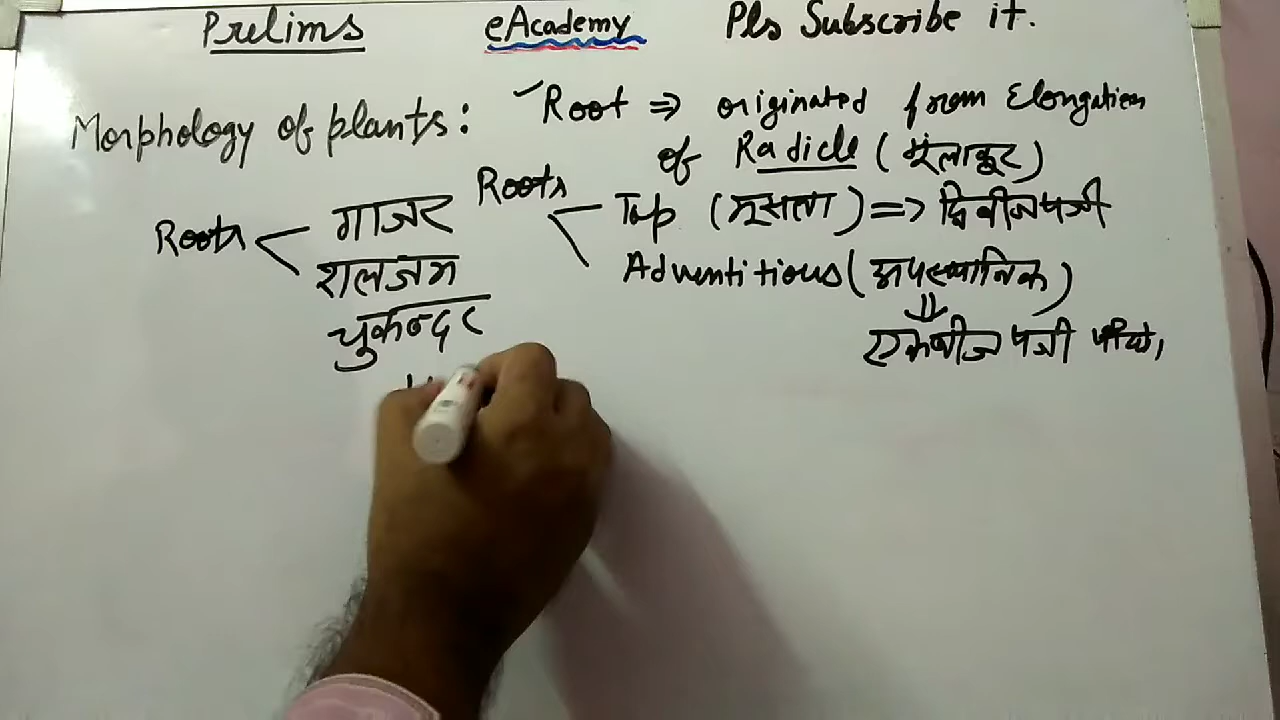 Prelims eAcademy Pls Subscribe it.
Morphology of plants:
Root ⇒ originated from Elongation
of Radicle (मूलांकूर)
Roots
Tap (मूसला) => द्विबीजपत्री
Adventitious (अपस्थानिक)
⇓
एकबीज पत्री
Roots
गाजर
शलजम
चुकन्दर